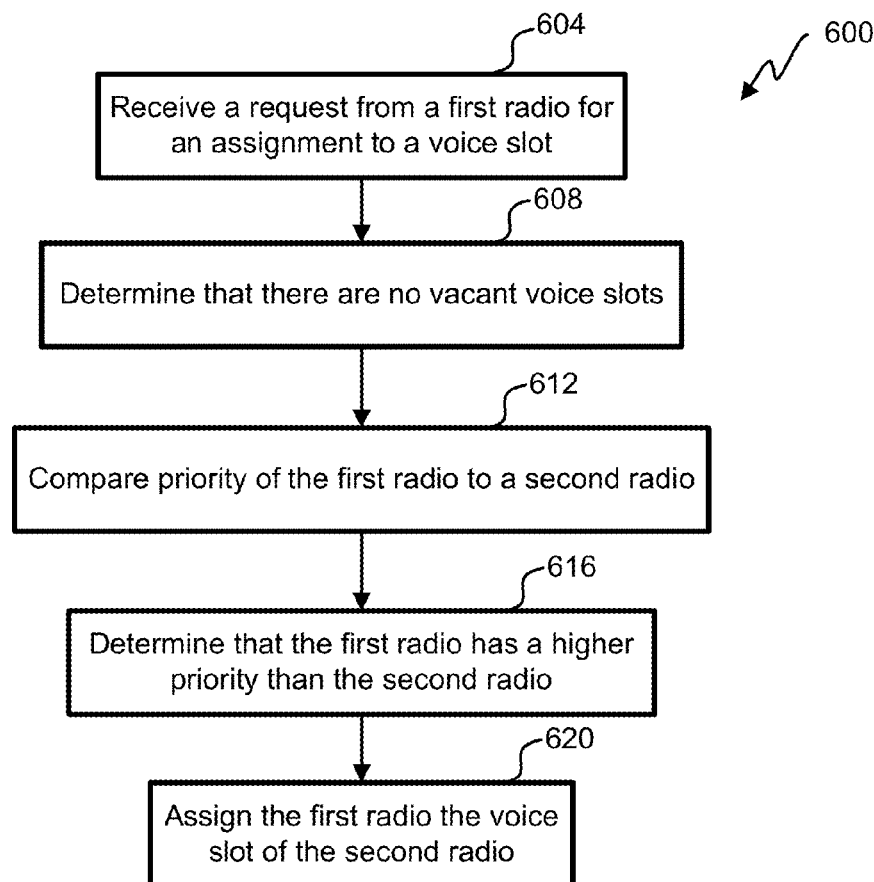 604
600
Receive a request from a first radio for
an assignment to a voice slot
608
Determine that there are no vacant voice slots
612
Compare priority of the first radio to a second radio
616
Determine that the first radio has a higher
priority than the second radio
620
Assign the first radio the voice
slot of the second radio